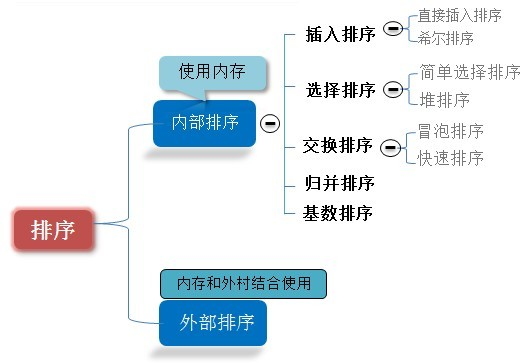 排序
使用内存
内部排序
插入排序
直接插入排序
希尔排序
选择排序
简单选择排序
堆排序
交换排序
冒泡排序
快速排序
归并排序
基数排序
内存和外村结合使用
外部排序